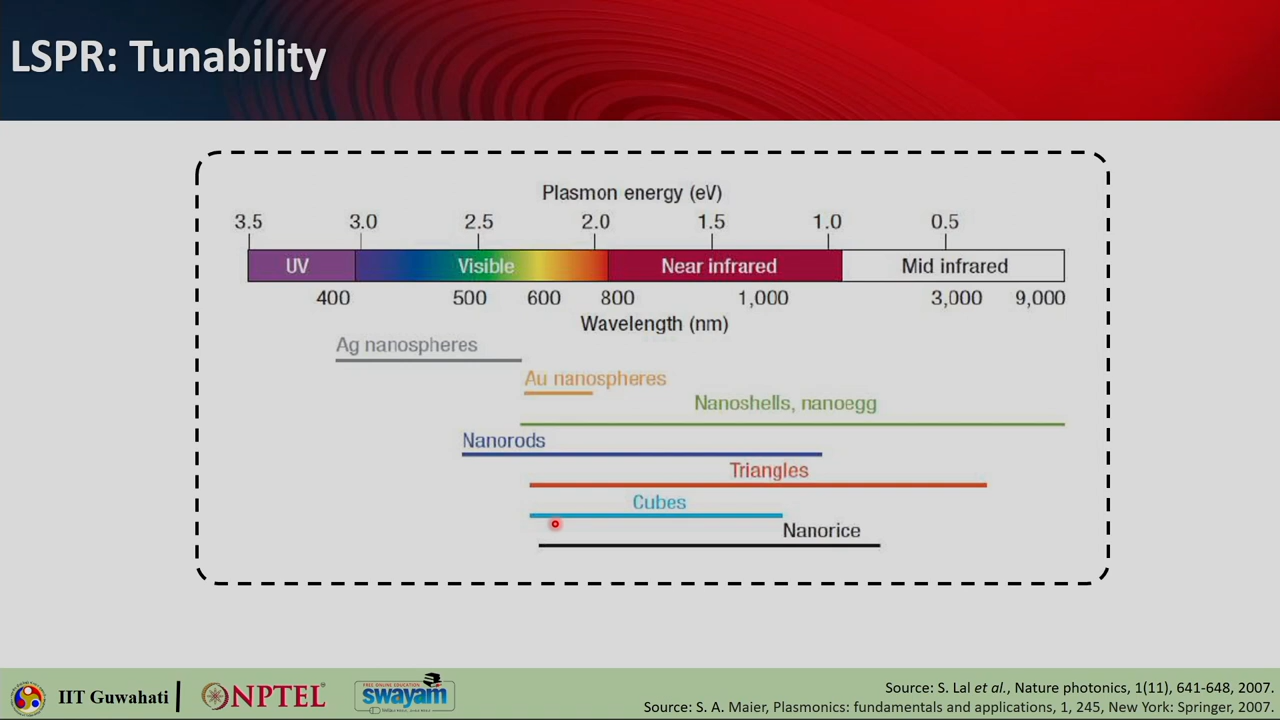 LSPR: Tunability
Plasmon energy (eV)
3.5 3.0 2.5 2.0 1.5 1.0 0.5
UV Visible Near infrared Mid infrared
400 500 600 800 1,000 3,000 9,000
Wavelength (nm)
Ag nanospheres
Au nanospheres
Nanoshells, nanoegg
Nanorods
Triangles
Cubes
Nanorice
IIT Guwahati
NPTEL
FREE ONLINE EDUCATION
swayam
Source: S. Lal et al., Nature photonics, 1(11), 641-648, 2007.
Source: S. A. Maier, Plasmonics: fundamentals and applications, 1, 245, New York: Springer, 2007.